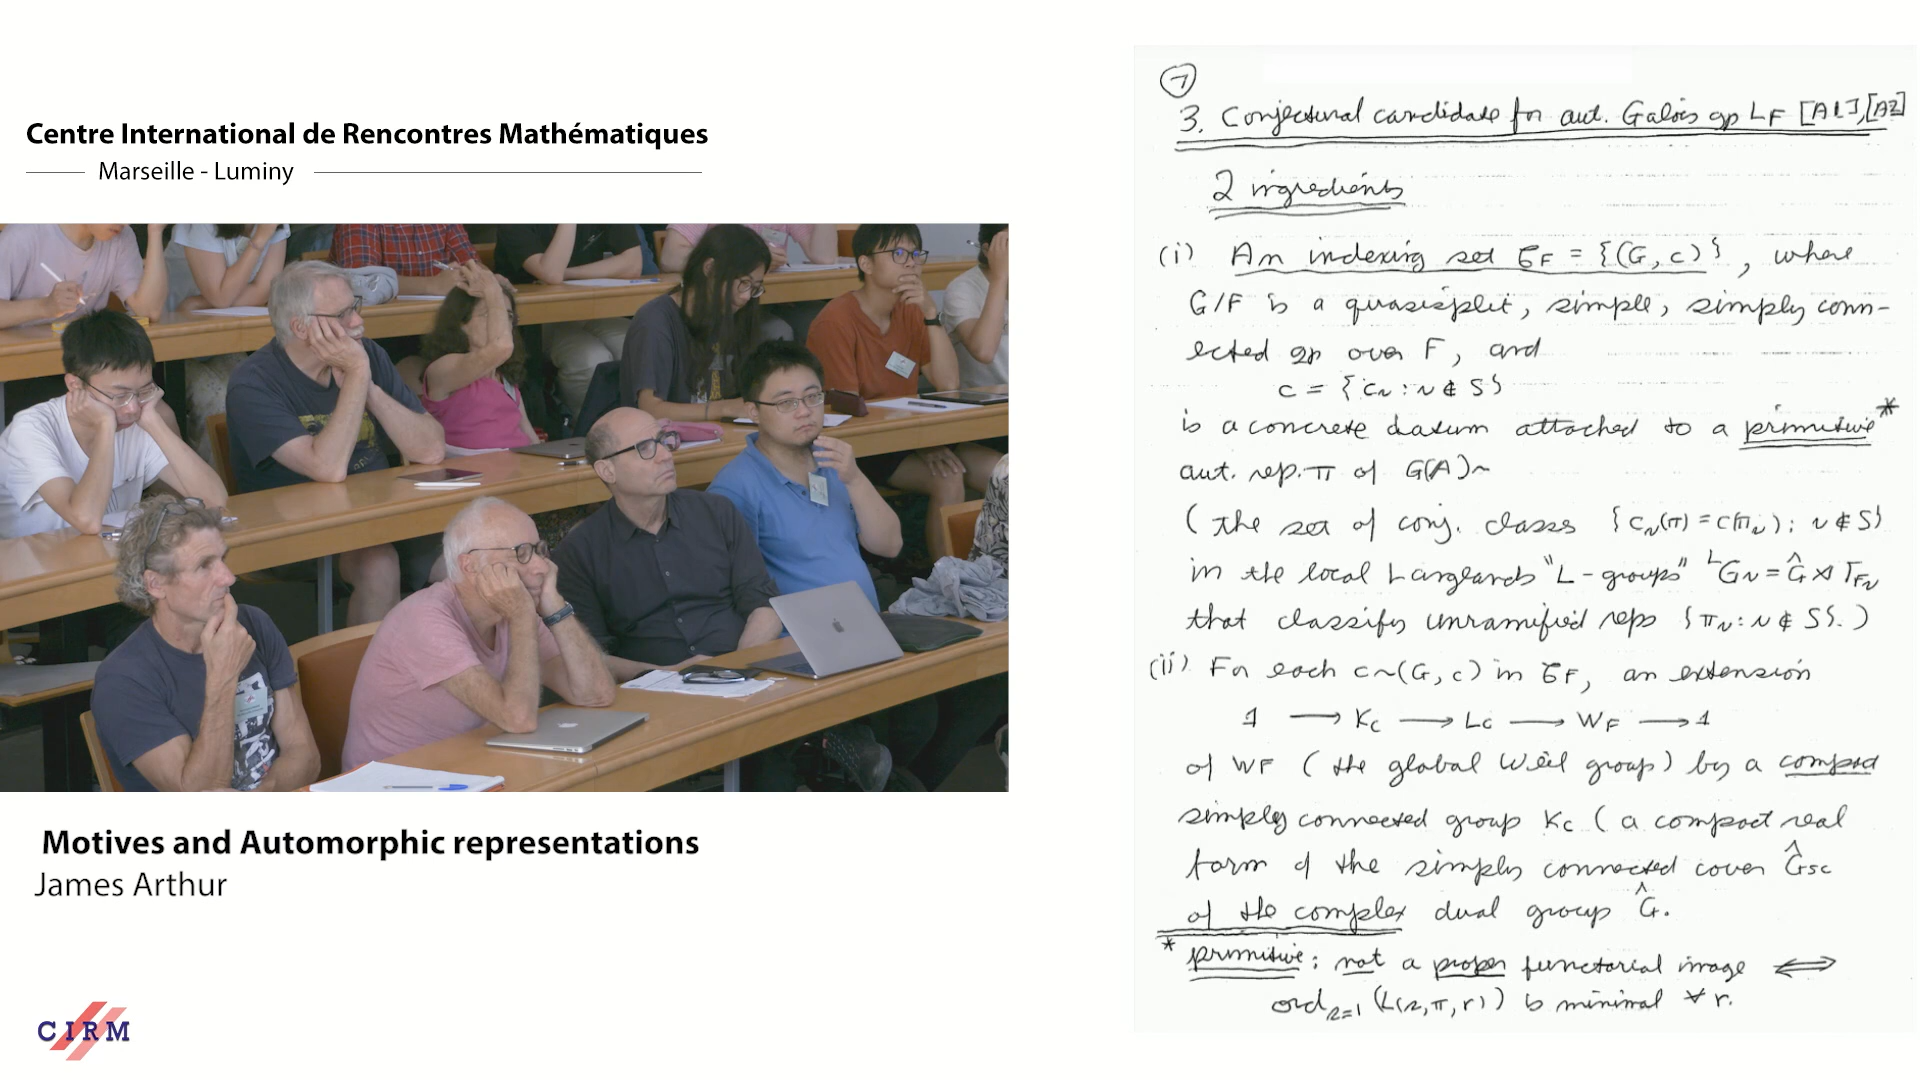 Centre International de Rencontres Mathématiques
Marseille - Luminy
Motives and Automorphic representations
James Arthur
CIRM
7
3. Conjectural candidate for aut. Galois gp LF [A1],[A2]
2 ingredients
(i) An indexing set 𝒞F = {(G, c)}, where
G/F is a quasisplit, simple, simply conn-
ected gp over F, and
c = {cv : v ∉ S}
is a concrete datum attached to a primitive*
aut. rep. π of G(A)~
(the set of conj. classes {cv(π) = c(πv); v ∉ S}
in the local Langlands "L-groups" ᴸGv = Ĝ ⋊ ΓFv
that classify unramified reps {πv : v ∉ S}.)
(ii) For each c~(G, c) in 𝒞F, an extension
1 → Kc → Lc → WF → 1
of WF (the global Weil group) by a compact
simply connected group Kc (a compact real
form of the simply connected cover Ĝsc
of the complex dual group Ĝ.
* primitive: not a proper functorial image ⟺
ords=1 (L(s, π, r)) is minimal ∀ r.